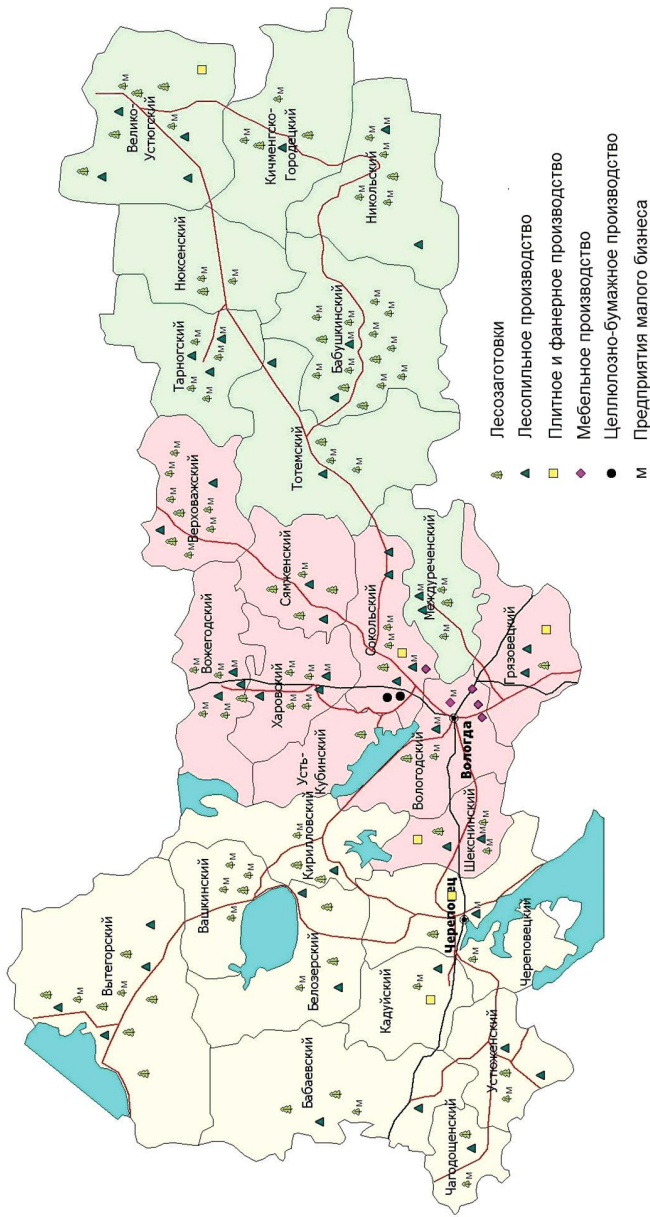 Вытегорский
Вашкинский
Бабаевский
Белозерский
Кирилловский
Кадуйский
Чагодощенский
Устюженский
Череповец
Череповецкий
Шекснинский
Вожегодский
Харовский
Усть-
Кубинский
Вологодский
Вологда
Верховажский
Сямженский
Сокольский
Междуреченский
Грязовецкий
Тарногский
Нюксенский
Тотемский
Бабушкинский
Велико-
Устюгский
Кичменгско-
Городецкий
Никольский
Лесозаготовки
Лесопильное производство
Плитное и фанерное производство
Мебельное производство
Целлюлозно-бумажное производство
М Предприятия малого бизнеса